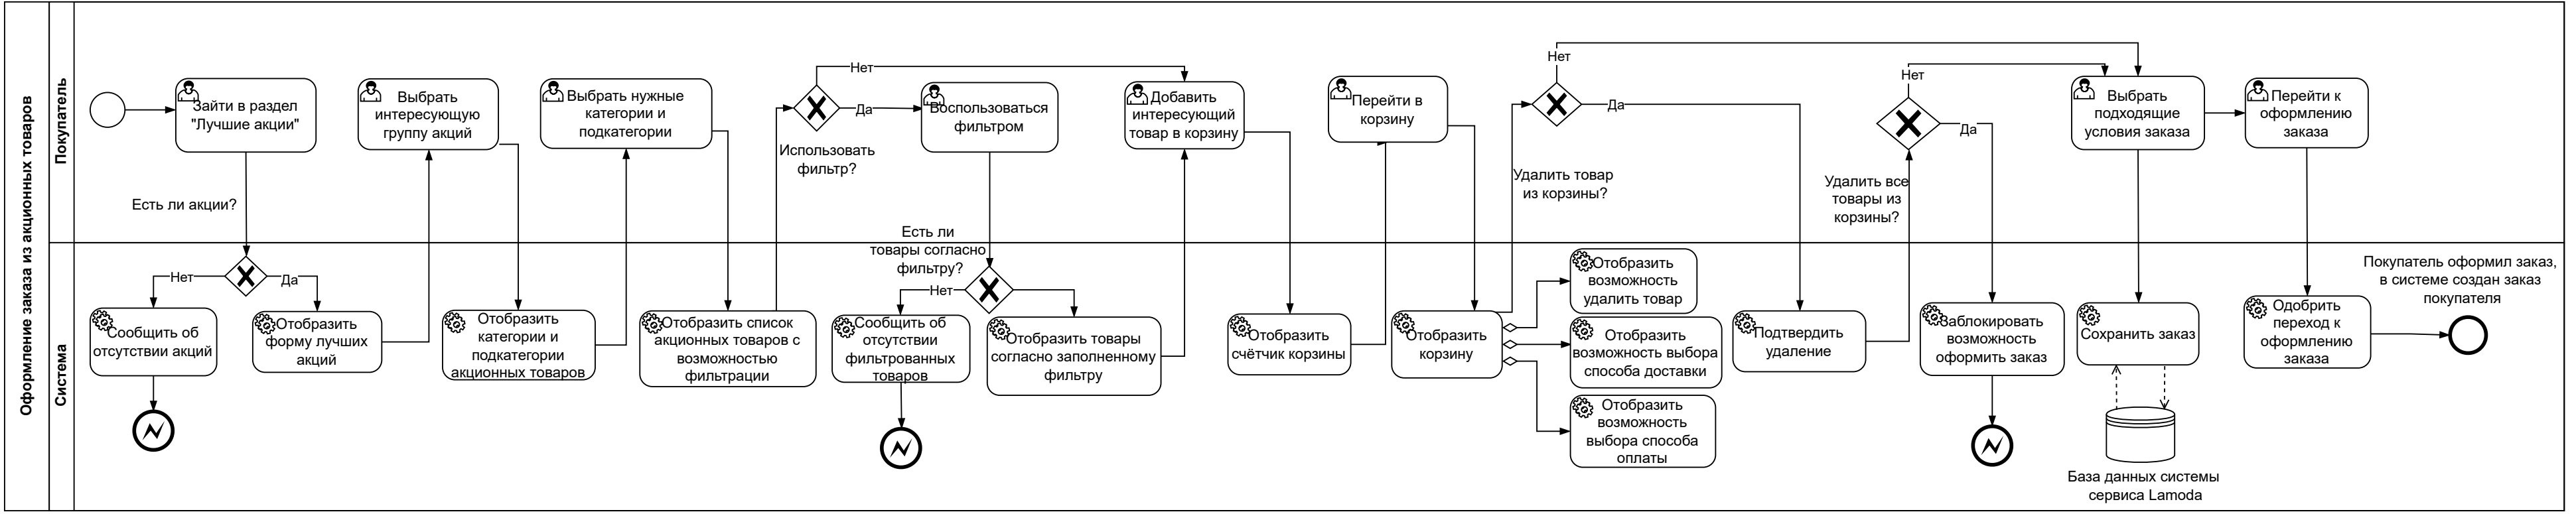 Оформление заказа из акционных товаров
Покупатель
Зайти в раздел
"Лучшие акции"
Есть ли акции?
Выбрать
интересующую
группу акций
Выбрать нужные
категории и
подкатегории
Нет
Да
Использовать
фильтр?
Воспользоваться
фильтром
Добавить
интересующий
товар в корзину
Перейти в
корзину
Нет
Да
Удалить товар
из корзины?
Нет
Да
Удалить все
товары из
корзины?
Выбрать
подходящие
условия заказа
Перейти к
оформлению
заказа
Система
Нет
Да
Сообщить об
отсутствии акций
Отобразить
форму лучших
акций
Отобразить
категории и
подкатегории
акционных товаров
Отобразить список
акционных товаров с
возможностью
фильтрации
Есть ли
товары согласно
фильтру?
Нет
Сообщить об
отсутствии
фильтрованных
товаров
Отобразить товары
согласно заполненному
фильтру
Отобразить
счётчик корзины
Отобразить
корзину
Отобразить
возможность
удалить товар
Отобразить
возможность выбора
способа доставки
Отобразить
возможность
выбора способа
оплаты
Подтвердить
удаление
Заблокировать
возможность
оформить заказ
Сохранить заказ
База данных системы
сервиса Lamoda
Одобрить
переход к
оформлению
заказа
Покупатель оформил заказ,
в системе создан заказ
покупателя